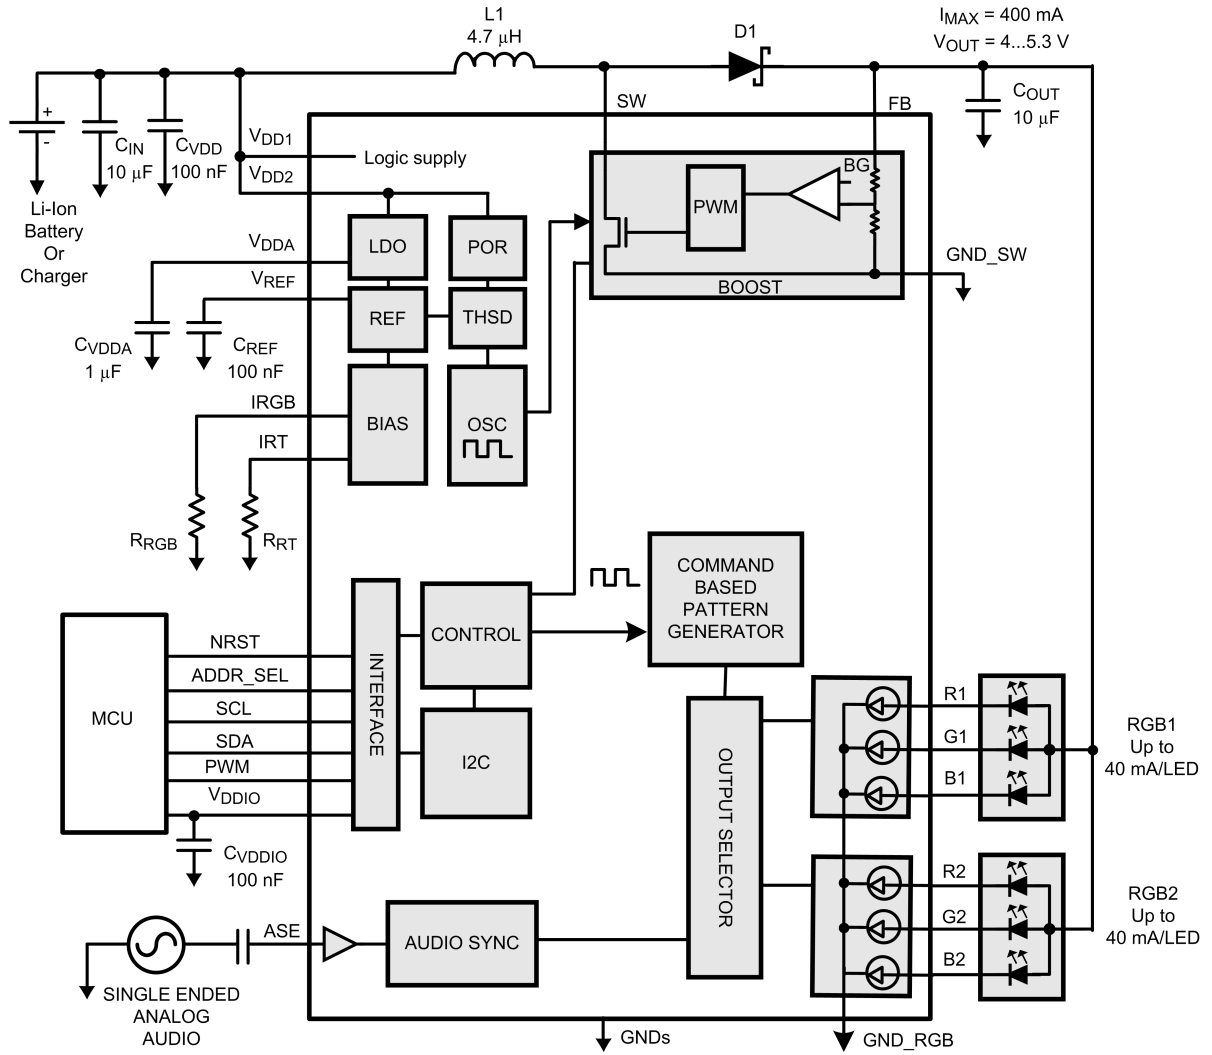 L1
4.7 μH
D1
IMAX = 400 mA
VOUT = 4...5.3 V
SW
FB
COUT
10 μF
+
-
CIN
10 μF
CVDD
100 nF
VDD1
Logic supply
VDD2
Li-Ion
Battery
Or
Charger
BG
PWM
BOOST
GND_SW
LDO
POR
VDDA
VREF
REF
THSD
CVDDA
1 μF
CREF
100 nF
IRGB
IRT
BIAS
OSC
RRGB
RRT
COMMAND
BASED
PATTERN
GENERATOR
MCU
NRST
ADDR_SEL
SCL
SDA
PWM
VDDIO
INTERFACE
CONTROL
I2C
CVDDIO
100 nF
OUTPUT SELECTOR
R1
G1
B1
RGB1
Up to
40 mA/LED
R2
G2
B2
RGB2
Up to
40 mA/LED
ASE
AUDIO SYNC
SINGLE ENDED
ANALOG
AUDIO
GNDs
GND_RGB